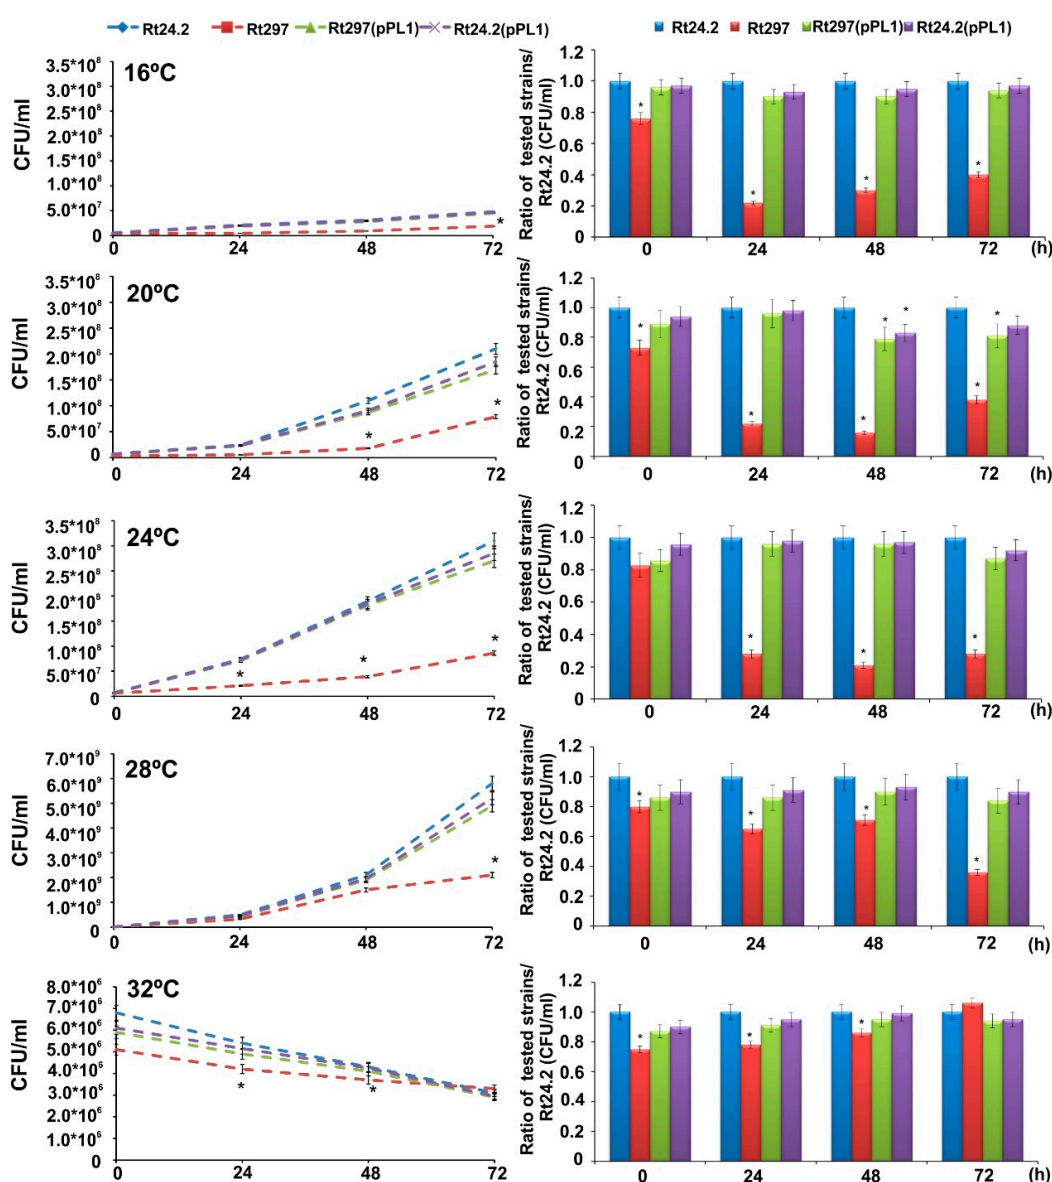 Rt24.2 Rt297 Rt297(pPL1) Rt24.2(pPL1)
Rt24.2 Rt297 Rt297(pPL1) Rt24.2(pPL1)
16ºC
CFU/ml
3.5*10⁸
3.0*10⁸
2.5*10⁸
2.0*10⁸
1.5*10⁸
1.0*10⁸
5.0*10⁷
0
*
0 24 48 72
Ratio of tested strains/
Rt24.2 (CFU/ml)
1.2
1.0
0.8
0.6
0.4
0.2
0
* * * *
0 24 48 72 (h)
20ºC
CFU/ml
3.5*10⁸
3.0*10⁸
2.5*10⁸
2.0*10⁸
1.5*10⁸
1.0*10⁸
5.0*10⁷
0
* *
0 24 48 72
Ratio of tested strains/
Rt24.2 (CFU/ml)
1.2
1.0
0.8
0.6
0.4
0.2
0
* * * * * * *
0 24 48 72 (h)
24ºC
CFU/ml
3.5*10⁸
3.0*10⁸
2.5*10⁸
2.0*10⁸
1.5*10⁸
1.0*10⁸
5.0*10⁷
0
* * *
0 24 48 72
Ratio of tested strains/
Rt24.2 (CFU/ml)
1.2
1.0
0.8
0.6
0.4
0.2
0
* * *
0 24 48 72 (h)
28ºC
CFU/ml
7.0*10⁹
6.0*10⁹
5.0*10⁹
4.0*10⁹
3.0*10⁹
2.0*10⁹
1.0*10⁹
0
*
0 24 48 72
Ratio of tested strains/
Rt24.2 (CFU/ml)
1.2
1.0
0.8
0.6
0.4
0.2
0
* * * *
0 24 48 72 (h)
32ºC
CFU/ml
8.0*10⁶
7.0*10⁶
6.0*10⁶
5.0*10⁶
4.0*10⁶
3.0*10⁶
2.0*10⁶
1.0*10⁶
0
* *
0 24 48 72
Ratio of tested strains/
Rt24.2 (CFU/ml)
1.2
1.0
0.8
0.6
0.4
0.2
0
* * *
0 24 48 72 (h)